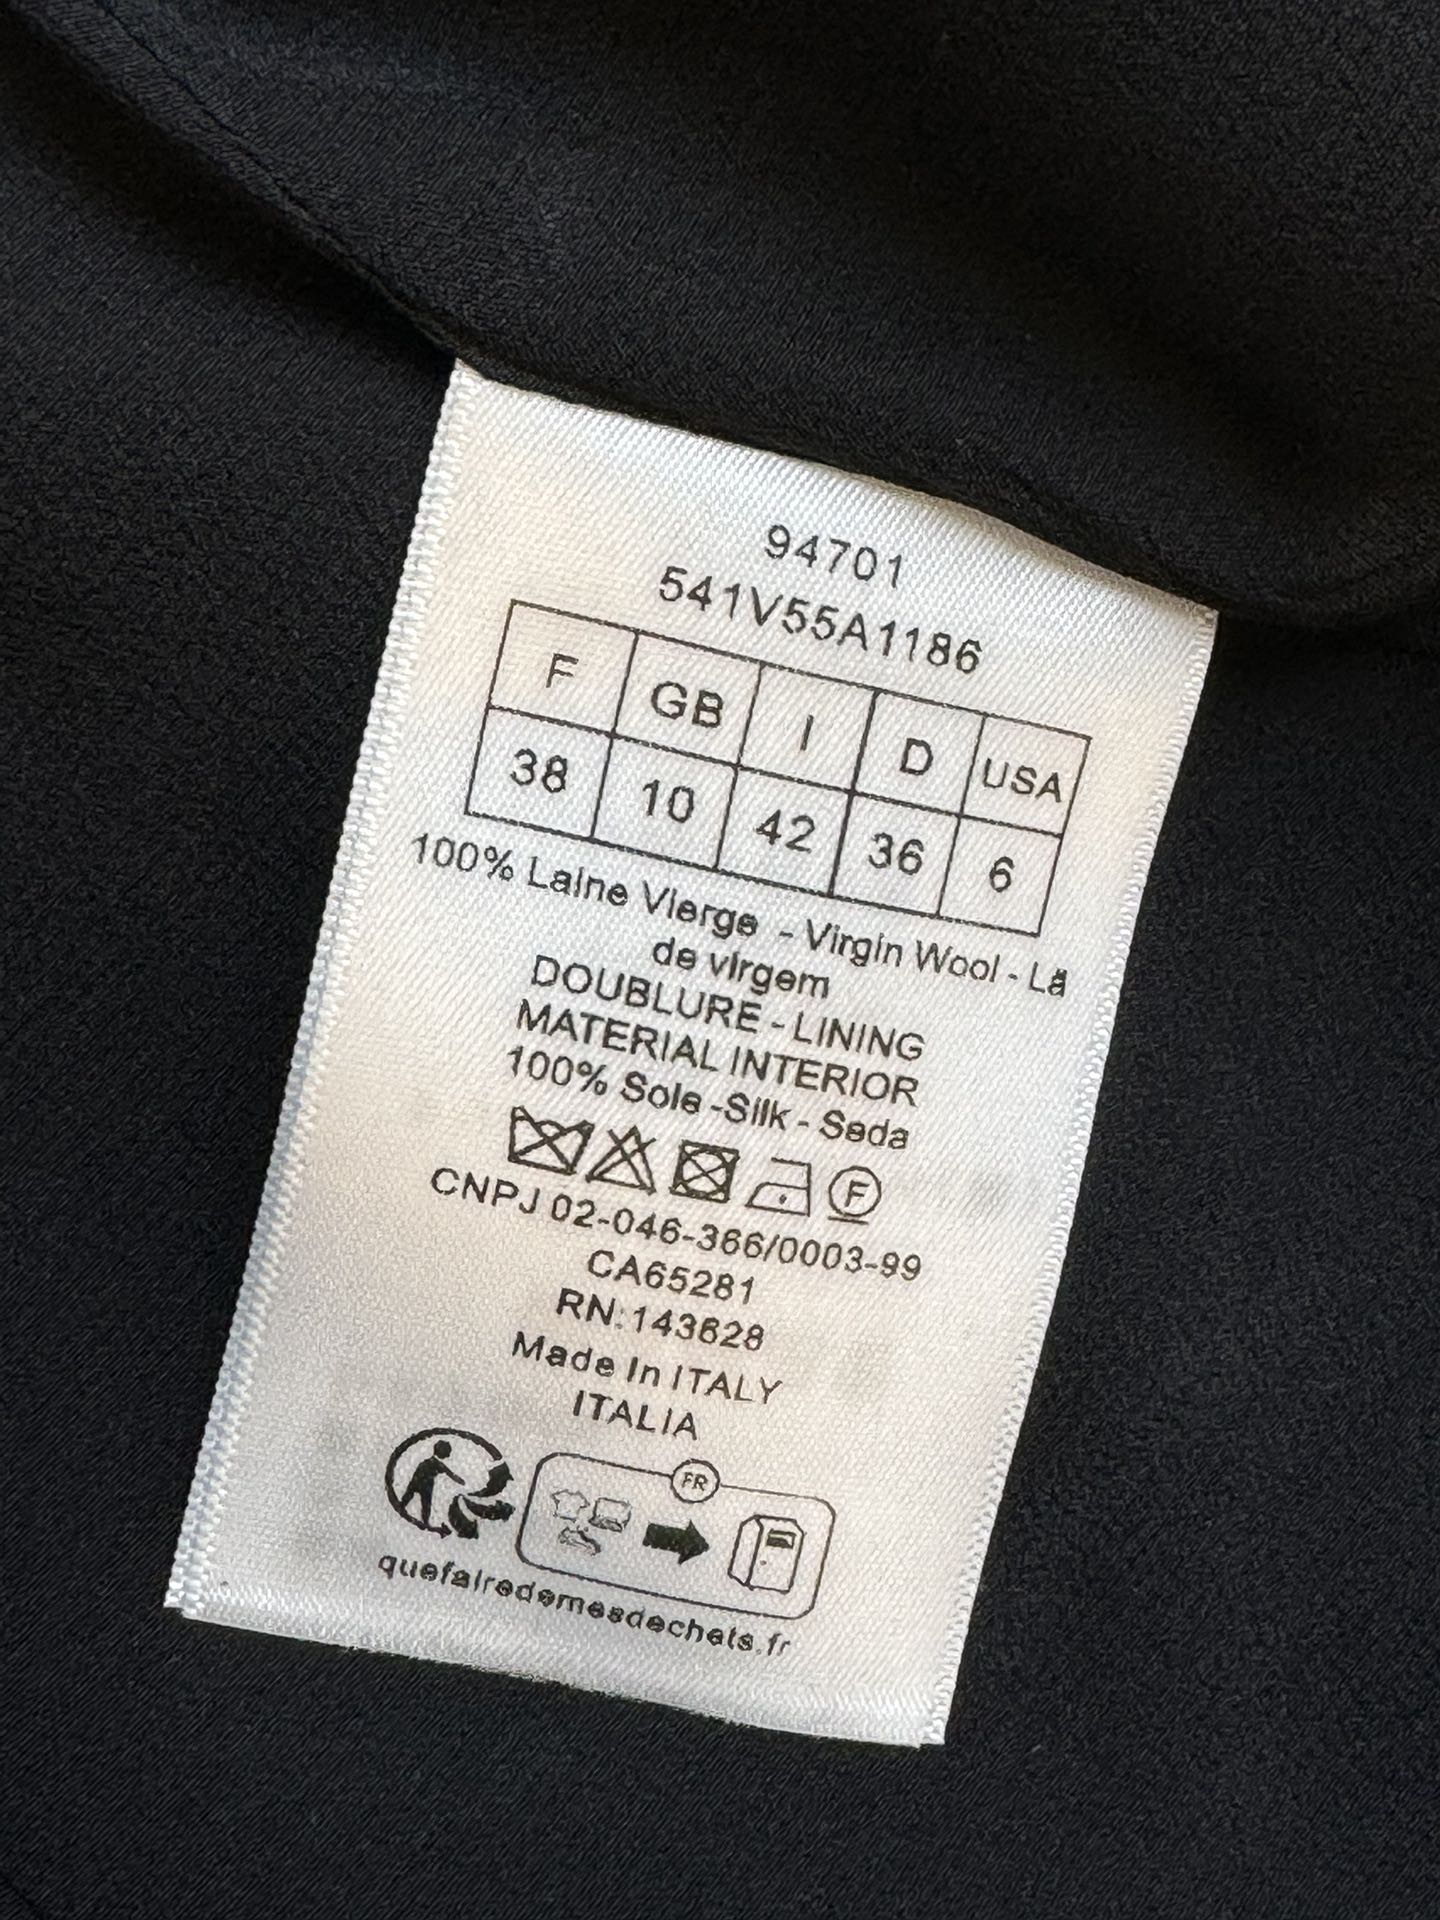 94701
541V55A1186
F GB I D USA
38 10 42 36 6
100% Laine Vierge - Virgin Wool - Lã
de virgem
DOUBLURE - LINING
MATERIAL INTERIOR
100% Soie -Silk - Seda
F
CNPJ 02-046-366/0003-99
CA65281
RN:143628
Made In ITALY
ITALIA
FR
quefairedemesdechets.fr